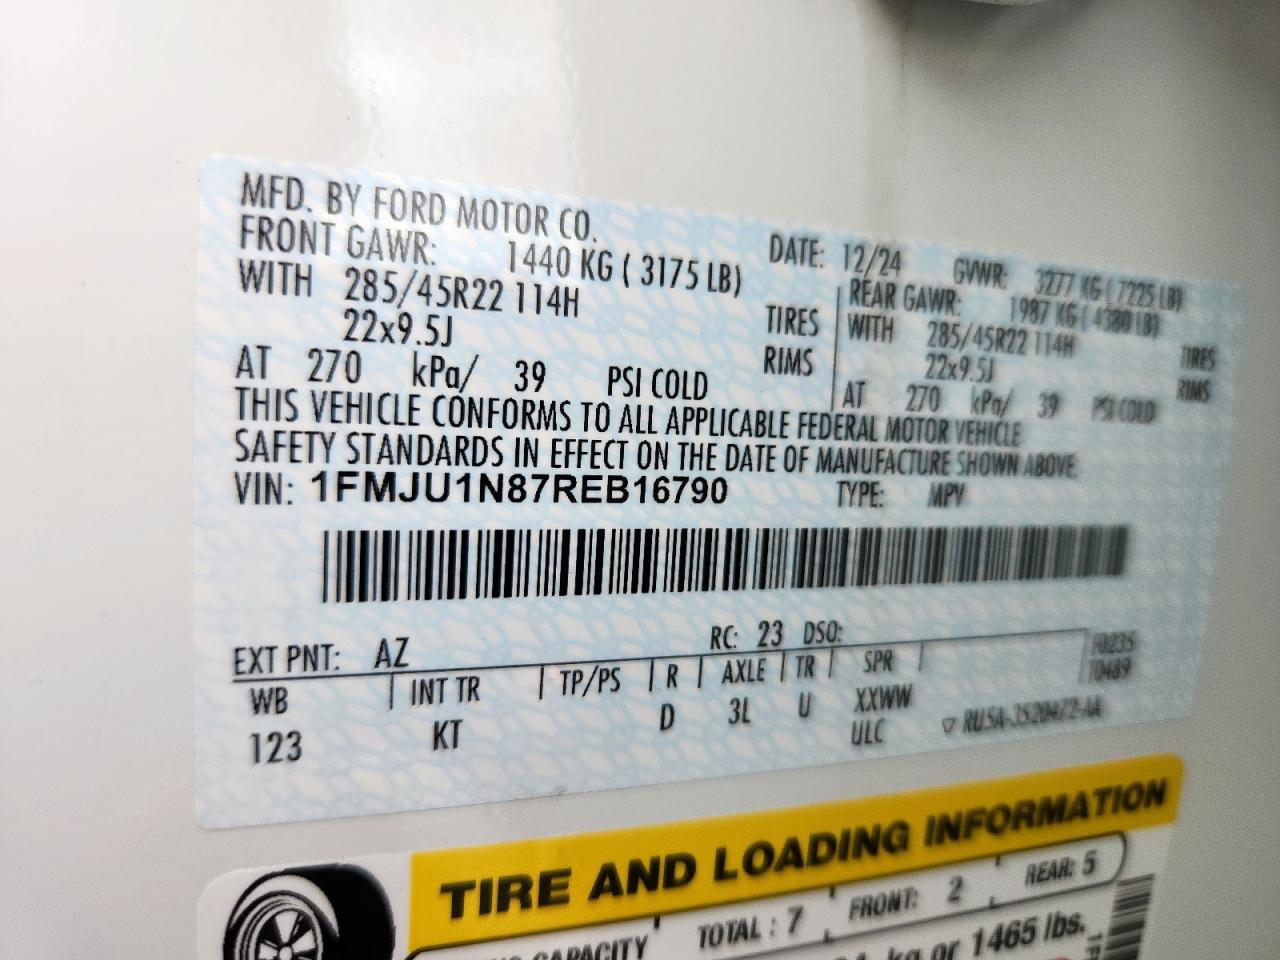 MFD. BY FORD MOTOR CO.
DATE: 12/24 GVWR: 3277 KG ( 7225 LB)
FRONT GAWR: 1440 KG ( 3175 LB)
REAR GAWR: 1987 KG ( 4380 LB)
WITH 285/45R22 114H TIRES
WITH 285/45R22 114H TIRES
22x9.5J RIMS
22x9.5J RIMS
AT 270 kPa/ 39 PSI COLD
AT 270 kPa/ 39 PSI COLD
THIS VEHICLE CONFORMS TO ALL APPLICABLE FEDERAL MOTOR VEHICLE
SAFETY STANDARDS IN EFFECT ON THE DATE OF MANUFACTURE SHOWN ABOVE
VIN: 1FMJU1N87REB16790 TYPE: MPV
EXT PNT: AZ RC: 23 DSO:
WB INT TR TP/PS R AXLE TR SPR
123 KT D 3L U XXWW
ULC
TIRE AND LOADING INFORMATION
CAPACITY TOTAL : 7 FRONT: 2 REAR: 5
kg or 1465 lbs.